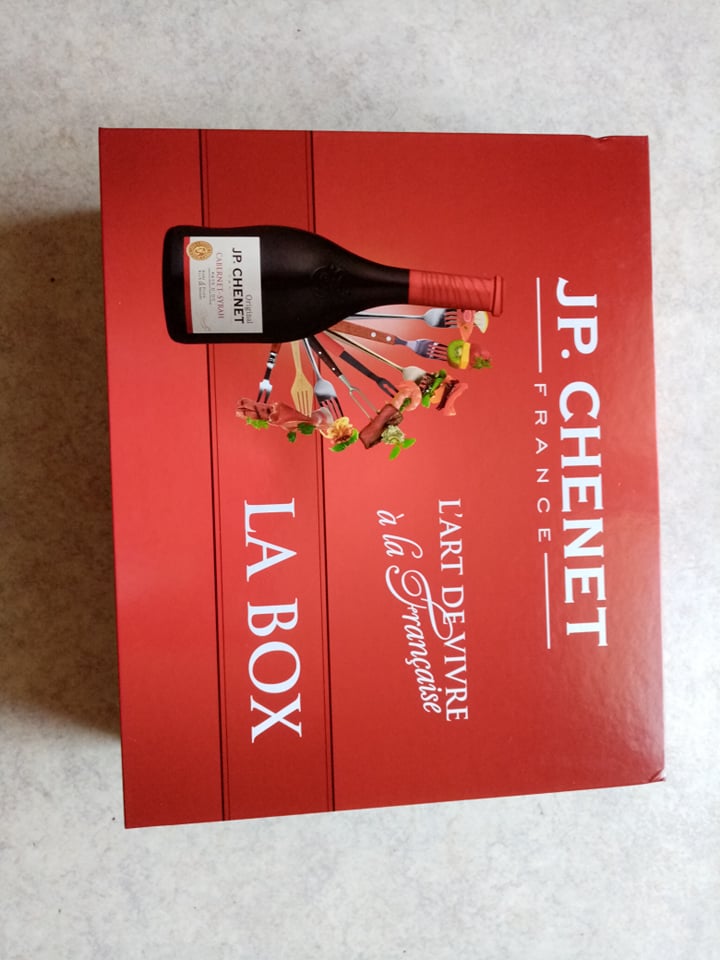 JP. CHENET
FRANCE
L'ART DE VIVRE
à la Française
LA BOX
Original
JP. CHENET
CABERNET-SYRAH